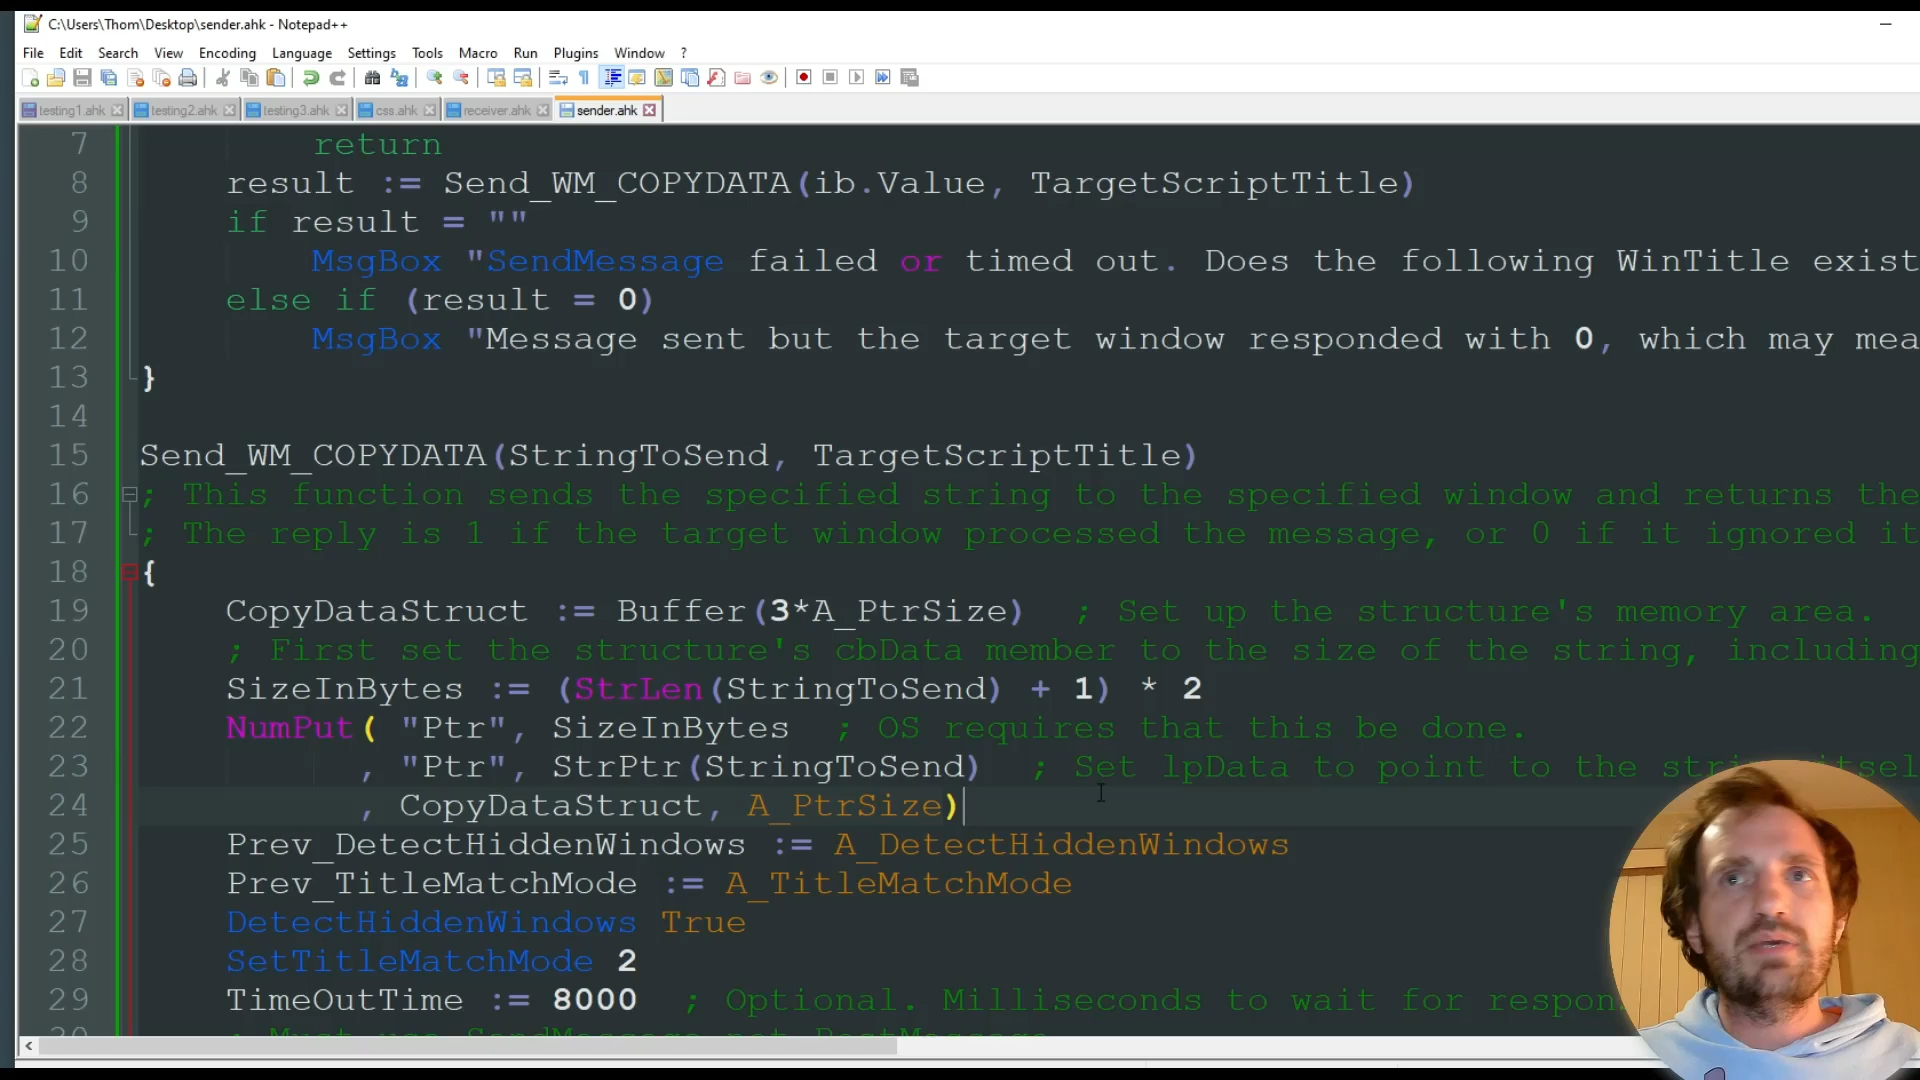 C:\Users\Thom\Desktop\sender.ahk - Notepad++
File Edit Search View Encoding Language Settings Tools Macro Run Plugins Window ?
testing1.ahk testing2.ahk testing3.ahk css.ahk receiver.ahk sender.ahk
7 return
8 result := Send_WM_COPYDATA(ib.Value, TargetScriptTitle)
9 if result = ""
10 MsgBox "SendMessage failed or timed out. Does the following WinTitle exist
11 else if (result = 0)
12 MsgBox "Message sent but the target window responded with 0, which may mea
13 }
14
15 Send_WM_COPYDATA(StringToSend, TargetScriptTitle)
16 ; This function sends the specified string to the specified window and returns the
17 ; The reply is 1 if the target window processed the message, or 0 if it ignored it
18 {
19 CopyDataStruct := Buffer(3*A_PtrSize) ; Set up the structure's memory area.
20 ; First set the structure's cbData member to the size of the string, including
21 SizeInBytes := (StrLen(StringToSend) + 1) * 2
22 NumPut( "Ptr", SizeInBytes ; OS requires that this be done.
23 , "Ptr", StrPtr(StringToSend) ; Set lpData to point to the string itsel
24 , CopyDataStruct, A_PtrSize)
25 Prev_DetectHiddenWindows := A_DetectHiddenWindows
26 Prev_TitleMatchMode := A_TitleMatchMode
27 DetectHiddenWindows True
28 SetTitleMatchMode 2
29 TimeOutTime := 8000 ; Optional. Milliseconds to wait for respon
30 ; Must use SendMessage not PostMessage